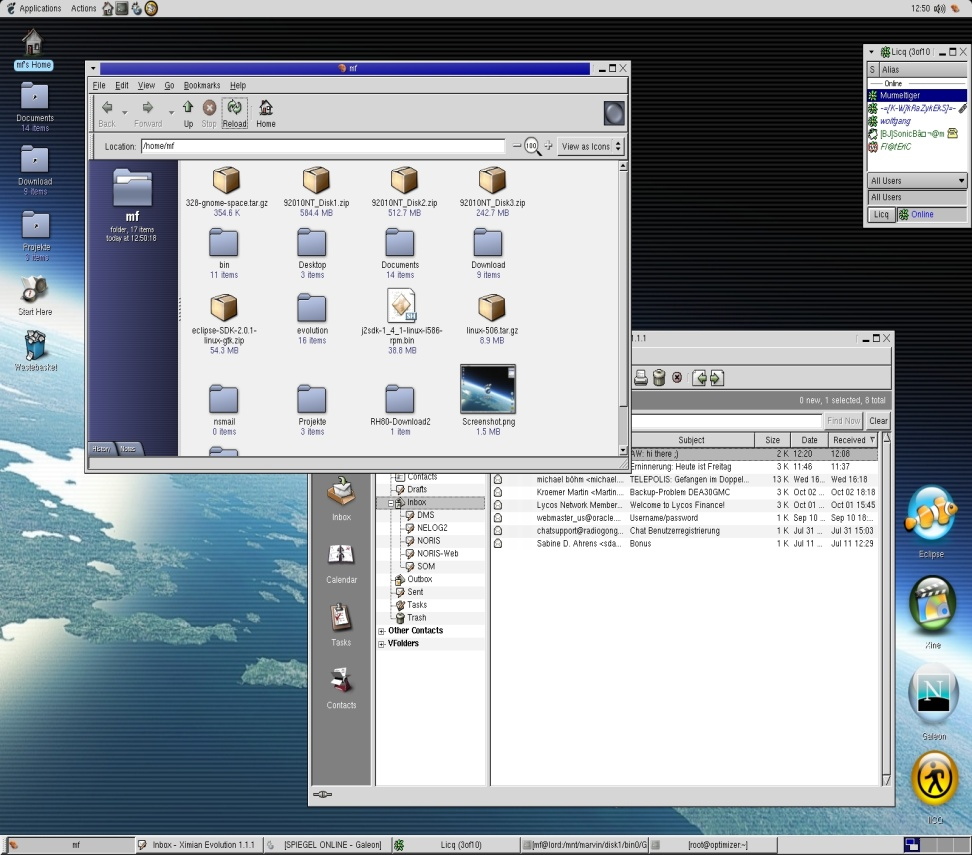 Applications Actions
12:50
mf's Home
Documents
14 items
Download
9 items
Projekte
3 items
Start Here
Wastebasket
mf
File Edit View Go Bookmarks Help
Back Forward Up Stop Reload Home
Location: /home/mf
100
View as Icons
mf
folder, 17 items
today at 12:50:18
History Notes
328-gnome-space.tar.gz
354.6 K
92010NT_Disk1.zip
584.4 MB
92010NT_Disk2.zip
512.7 MB
92010NT_Disk3.zip
242.7 MB
bin
11 items
Desktop
3 items
Documents
14 items
Download
9 items
eclipse-SDK-2.0.1-
linux-gtk.zip
54.3 MB
evolution
16 items
j2sdk-1_4_1-linux-i586-
rpm.bin
38.8 MB
linux-506.tar.gz
8.9 MB
nsmail
0 items
Projekte
3 items
RH80-Download2
1 item
Screenshot.png
1.5 MB
Licq (3of10
S Alias
Online
Murmeltiger
-=[K-W]kRaZykEkS]=-
wolfgang
All Users
All Users
Licq Online
1.1.1
0 new, 1 selected, 8 total
Find Now Clear
Subject Size Date Received
AW: hi there ;) 2 K 12:20 12:08
Erninnerung: Heute ist Freitag 3 K 11:46 11:37
michael böhm <michael... TELEPOLIS: Gefangen im Doppel... 13 K Wed 16... Wed 16:18
Kroemer Martin <Martin... Backup-Problem DEA30GMC 3 K Oct 02 ... Oct 02 18:18
Lycos Network Member... Welcome to Lycos Finance! 3 K Oct 01 ... Oct 01 15:45
webmaster_us@oracle... Username/password 1 K Sep 10 ... Sep 10 18:...
chatsupport@radiogong... Chat Benutzerregistrierung 1 K Jul 31 ... Jul 31 15:03
Sabine D. Ahrens <sda... Bonus 1 K Jul 11 ... Jul 11 12:29
Inbox
Calendar
Tasks
Contacts
Contacts
Drafts
Inbox
DMS
NELOG2
NORIS
NORIS-Web
SOM
Outbox
Sent
Tasks
Trash
Other Contacts
VFolders
Eclipse
Xine
N
Galeon
mf
Inbox - Ximian Evolution 1.1.1
[SPIEGEL ONLINE - Galeon]
Licq (3of10)
[mf@lord:/mnt/marvin/disk1/bin0/G
[root@optimizer:~]